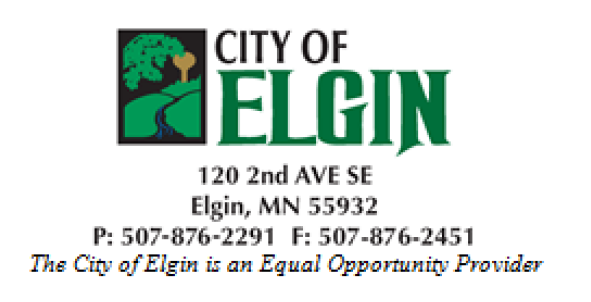 CITY OF
ELGIN
120 2nd AVE SE
Elgin, MN 55932
P: 507-876-2291 F: 507-876-2451
The City of Elgin is an Equal Opportunity Provider